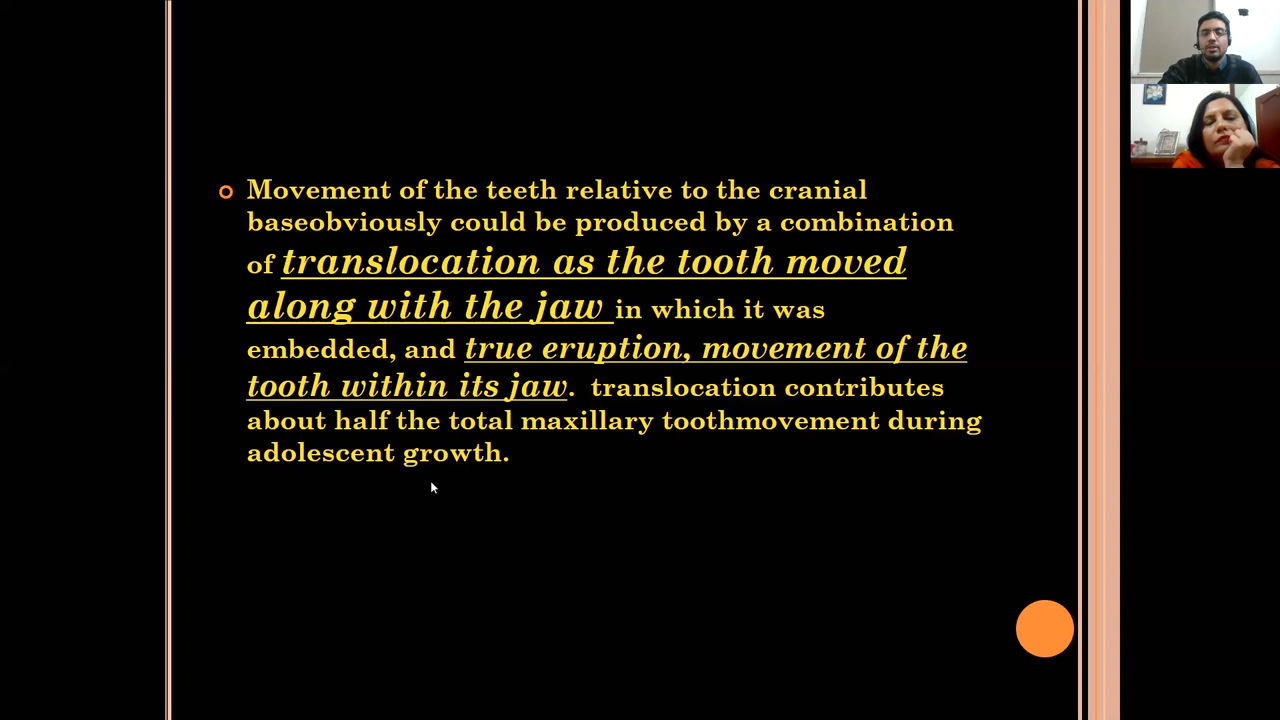 Movement of the teeth relative to the cranial
baseobviously could be produced by a combination
of translocation as the tooth moved
along with the jaw in which it was
embedded, and true eruption, movement of the
tooth within its jaw. translocation contributes
about half the total maxillary toothmovement during
adolescent growth.